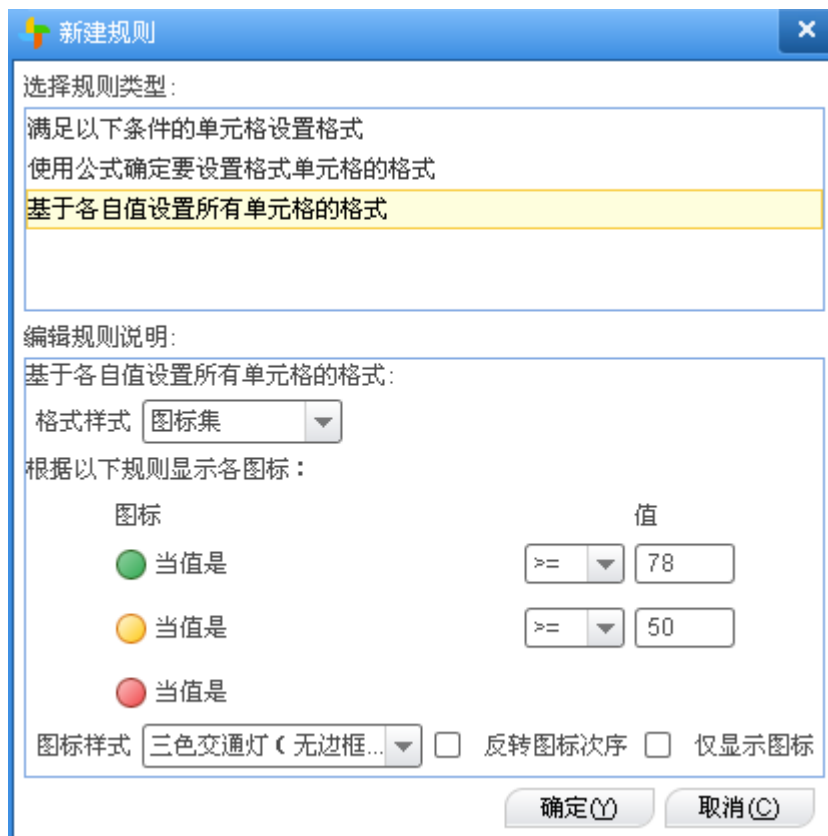 新建规则
选择规则类型:
满足以下条件的单元格设置格式
使用公式确定要设置格式单元格的格式
基于各自值设置所有单元格的格式
编辑规则说明:
基于各自值设置所有单元格的格式:
格式样式 图标集
根据以下规则显示各图标：
图标 值
当值是 >= 78
当值是 >= 50
当值是
图标样式 三色交通灯（无边框... 反转图标次序 仅显示图标
确定(Y) 取消(C)